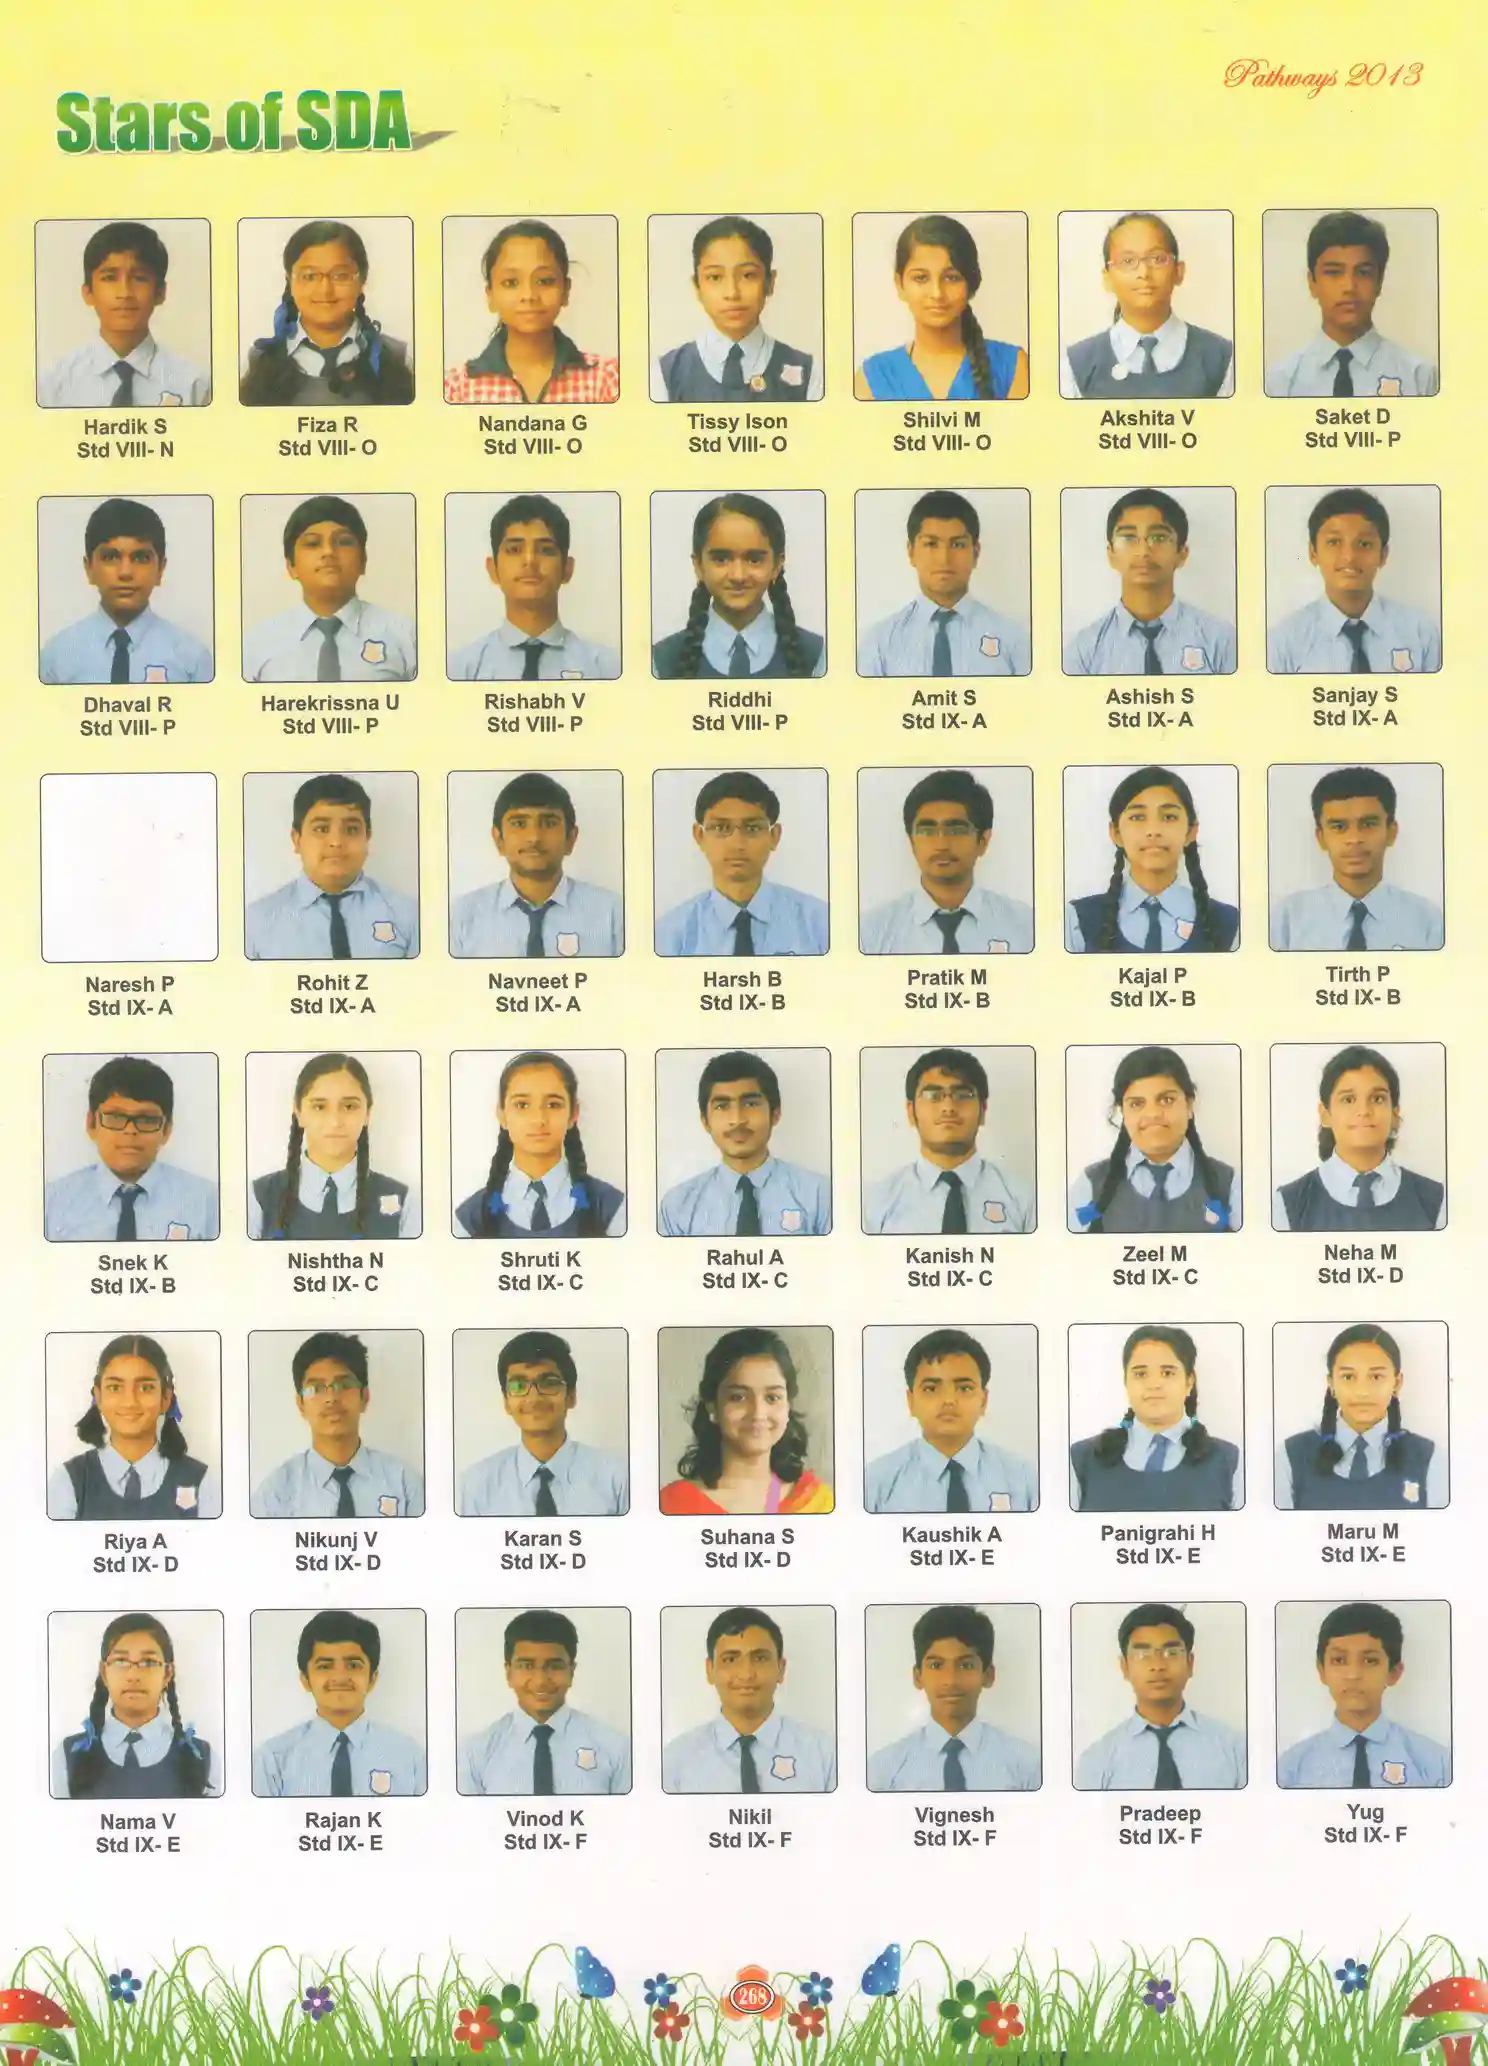 Pathways 2013
Stars of SDA
Hardik S
Std VIII- N
Fiza R
Std VIII- O
Nandana G
Std VIII- O
Tissy Ison
Std VIII- O
Shilvi M
Std VIII- O
Akshita V
Std VIII- O
Saket D
Std VIII- P
Dhaval R
Std VIII- P
Harekrissna U
Std VIII- P
Rishabh V
Std VIII- P
Riddhi
Std VIII- P
Amit S
Std IX- A
Ashish S
Std IX- A
Sanjay S
Std IX- A
Naresh P
Std IX- A
Rohit Z
Std IX- A
Navneet P
Std IX- A
Harsh B
Std IX- B
Pratik M
Std IX- B
Kajal P
Std IX- B
Tirth P
Std IX- B
Snek K
Std IX- B
Nishtha N
Std IX- C
Shruti K
Std IX- C
Rahul A
Std IX- C
Kanish N
Std IX- C
Zeel M
Std IX- C
Neha M
Std IX- D
Riya A
Std IX- D
Nikunj V
Std IX- D
Karan S
Std IX- D
Suhana S
Std IX- D
Kaushik A
Std IX- E
Panigrahi H
Std IX- E
Maru M
Std IX- E
Nama V
Std IX- E
Rajan K
Std IX- E
Vinod K
Std IX- F
Nikil
Std IX- F
Vignesh
Std IX- F
Pradeep
Std IX- F
Yug
Std IX- F
268